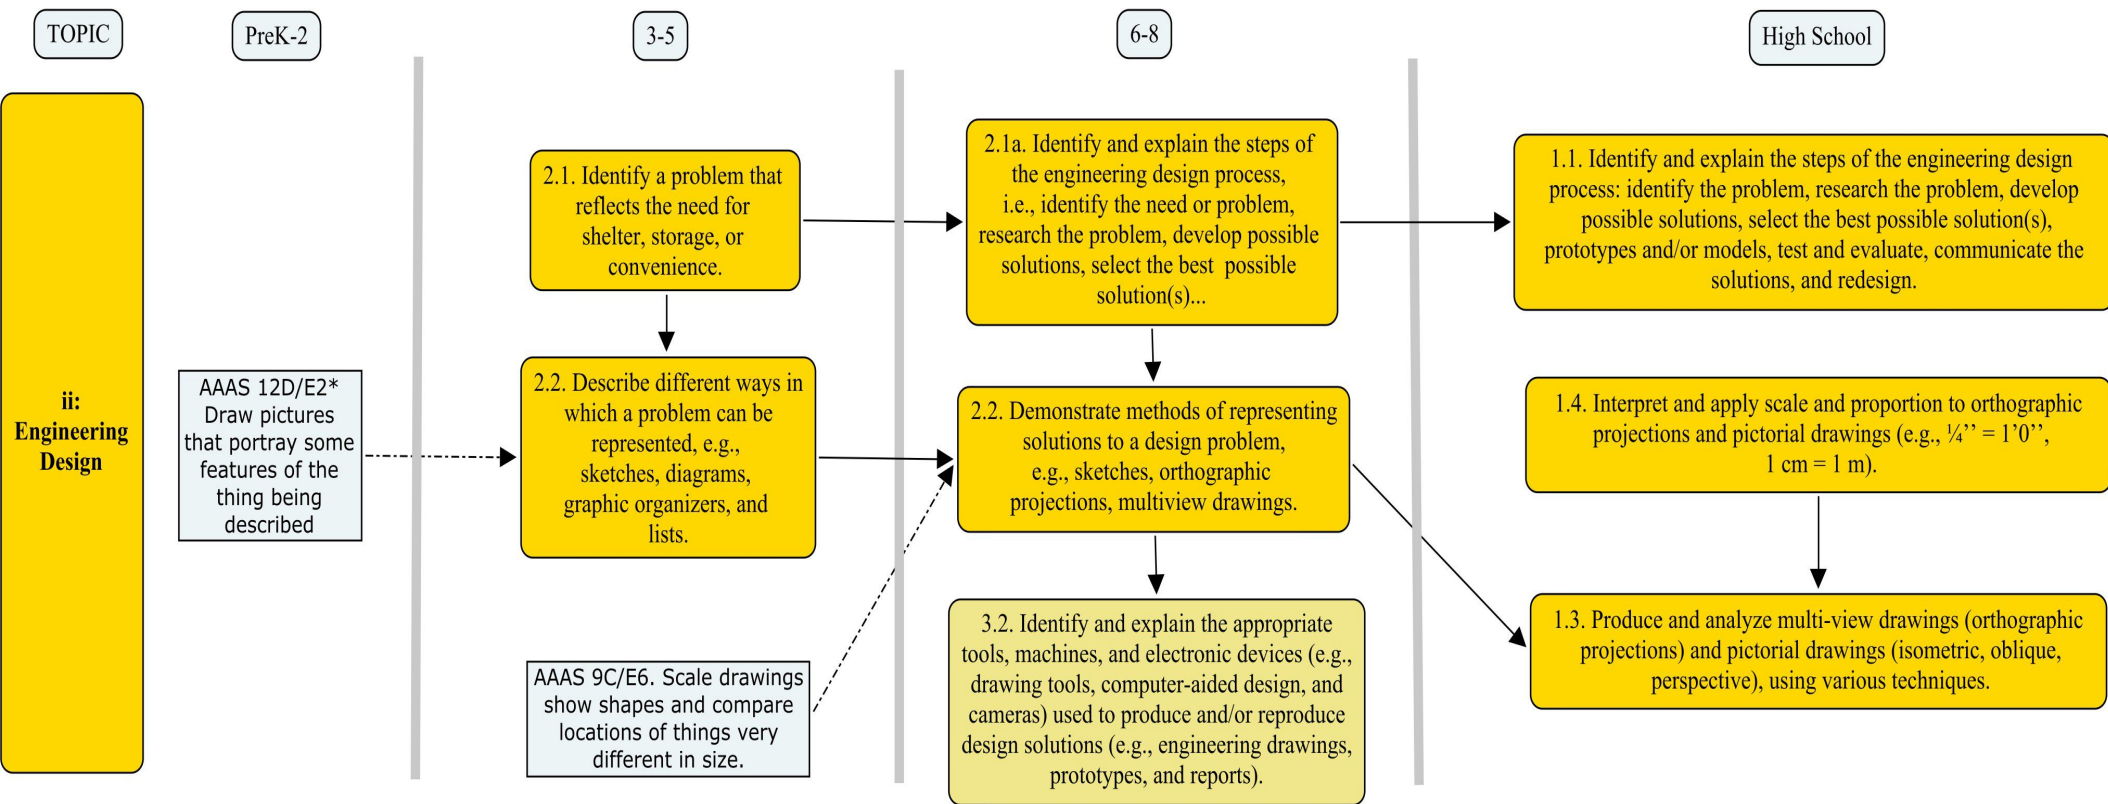 TOPIC
PreK-2
3-5
6-8
High School
ii:
Engineering
Design
AAAS 12D/E2*
Draw pictures
that portray some
features of the
thing being
described
2.1. Identify a problem that
reflects the need for
shelter, storage, or
convenience.
2.2. Describe different ways in
which a problem can be
represented, e.g.,
sketches, diagrams,
graphic organizers, and
lists.
AAAS 9C/E6. Scale drawings
show shapes and compare
locations of things very
different in size.
2.1a. Identify and explain the steps of
the engineering design process,
i.e., identify the need or problem,
research the problem, develop possible
solutions, select the best possible
solution(s)...
2.2. Demonstrate methods of representing
solutions to a design problem,
e.g., sketches, orthographic
projections, multiview drawings.
3.2. Identify and explain the appropriate
tools, machines, and electronic devices (e.g.,
drawing tools, computer-aided design, and
cameras) used to produce and/or reproduce
design solutions (e.g., engineering drawings,
prototypes, and reports).
1.1. Identify and explain the steps of the engineering design
process: identify the problem, research the problem, develop
possible solutions, select the best possible solution(s),
prototypes and/or models, test and evaluate, communicate the
solutions, and redesign.
1.4. Interpret and apply scale and proportion to orthographic
projections and pictorial drawings (e.g., ¼’’ = 1’0’’,
1 cm = 1 m).
1.3. Produce and analyze multi-view drawings (orthographic
projections) and pictorial drawings (isometric, oblique,
perspective), using various techniques.